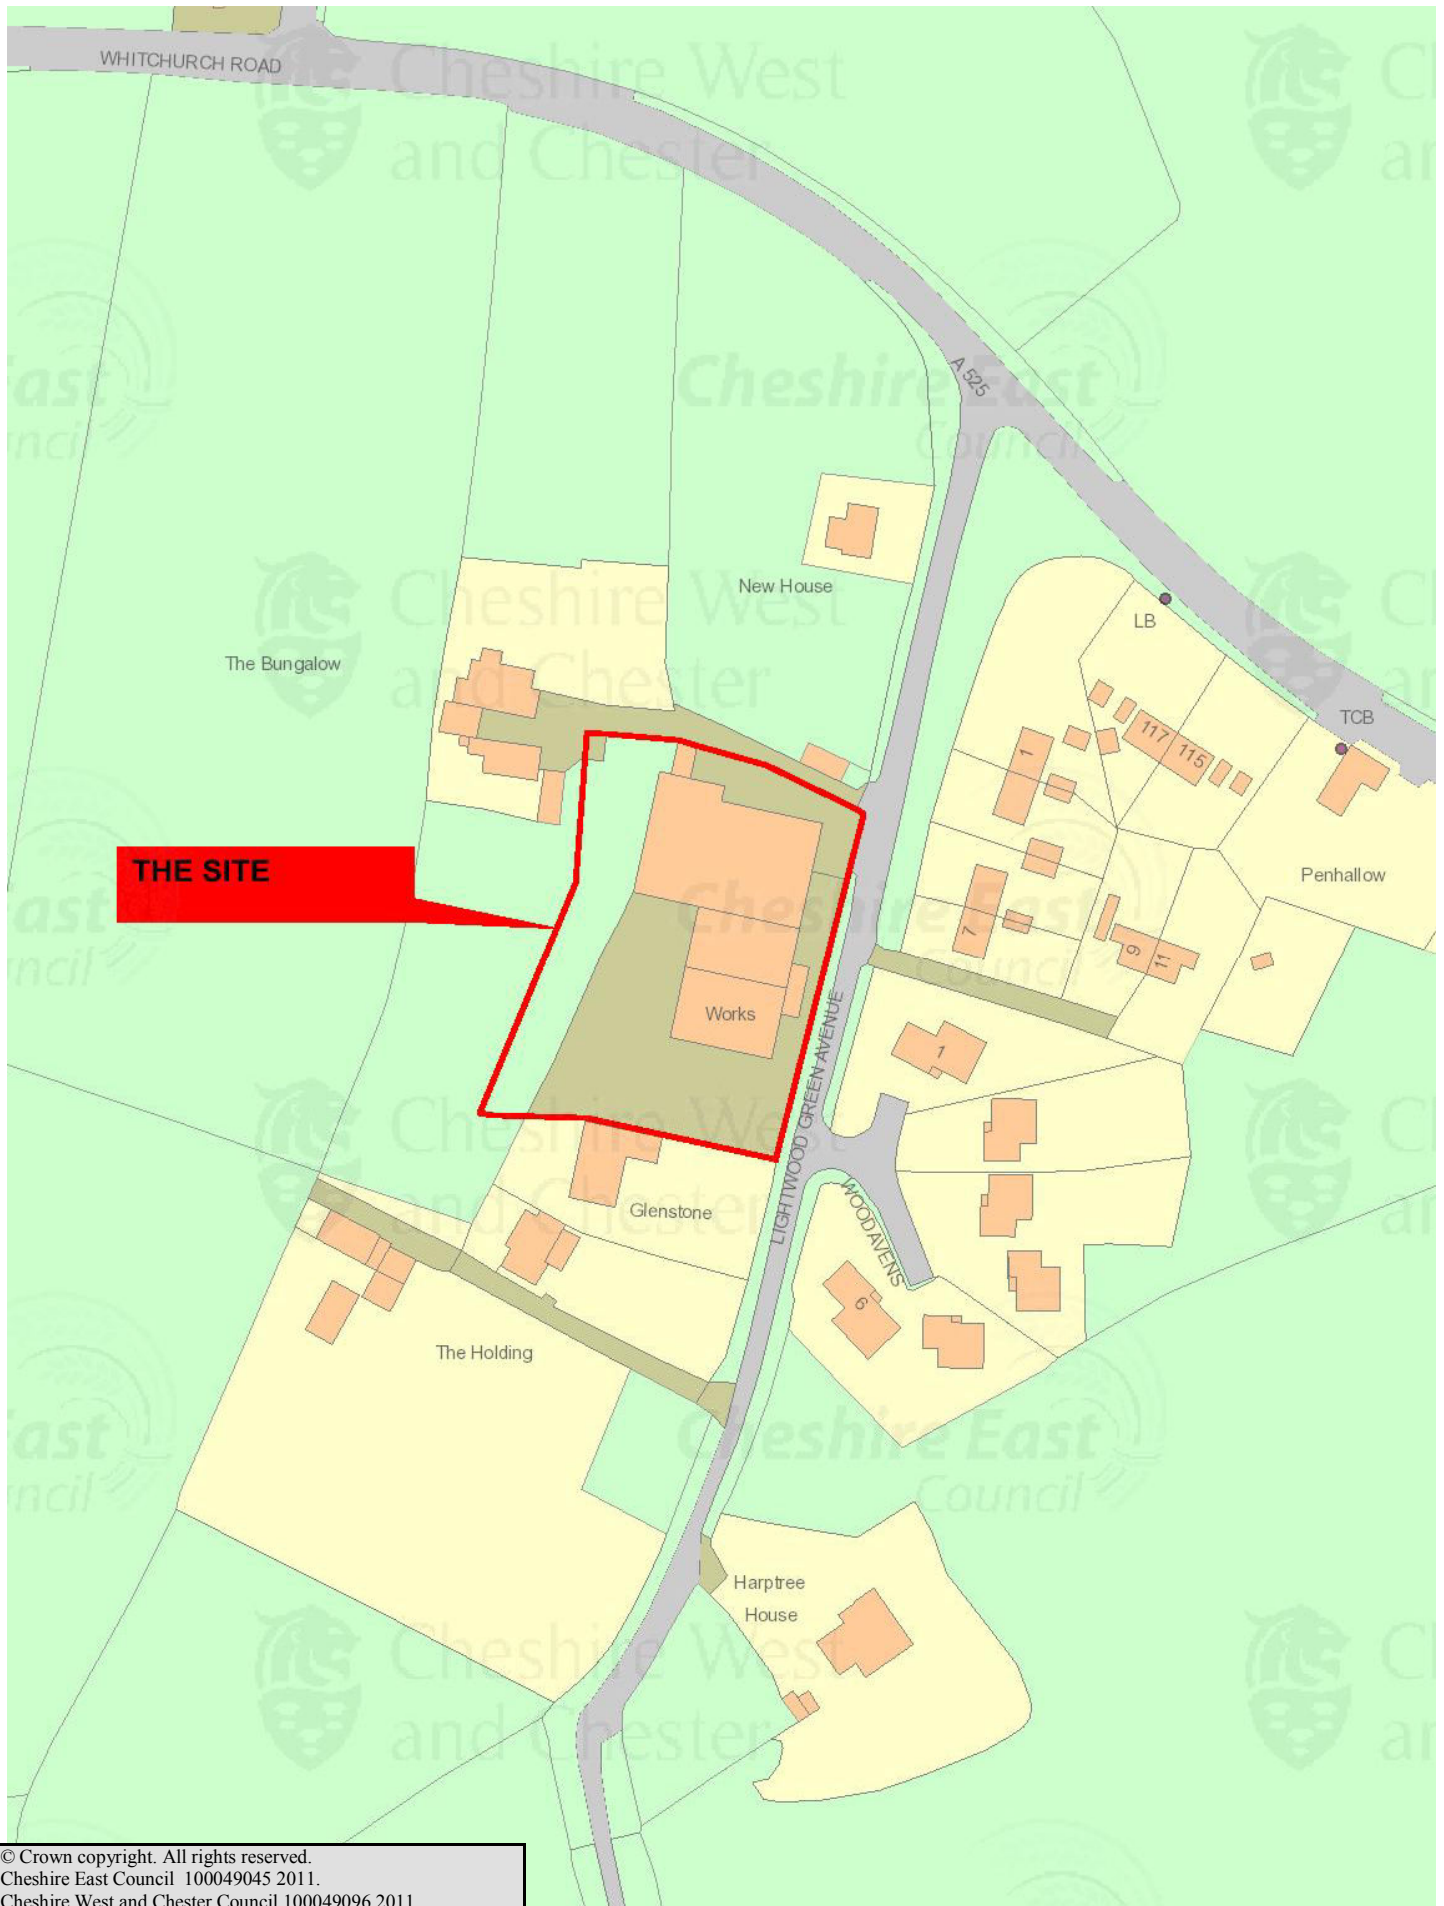 WHITCHURCH ROAD
A 525
New House
The Bungalow
LB
TCB
117
115
1
THE SITE
Penhallow
7
9
11
Works
LIGHTWOOD GREEN AVENUE
1
WOODAVENS
Glenstone
6
The Holding
Harptree
House
Cheshire West
and Chester
Cheshire East
Council
© Crown copyright. All rights reserved.
Cheshire East Council 100049045 2011.
Cheshire West and Chester Council 100049096 2011